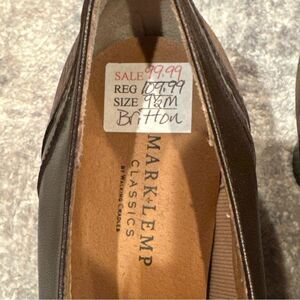 SALE 99.99
REG 109.99
SIZE 9½M
Britton
MARK+LEMP
CLASSICS
BY WALKING CRADLES